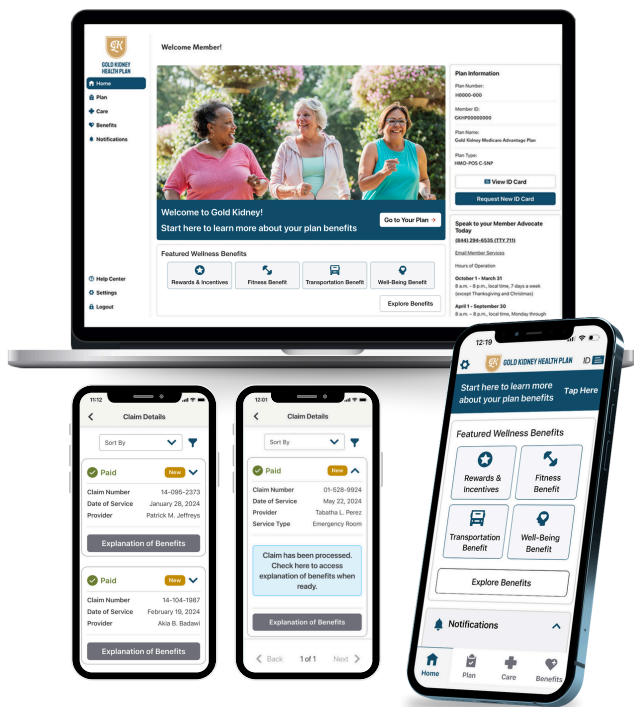 GOLD KIDNEY
HEALTH PLAN
Home
Plan
Care
Benefits
Notifications
Help Center
Settings
Logout
Welcome Member!
Welcome to Gold Kidney!
Start here to learn more about your plan benefits
Go to Your Plan
Featured Wellness Benefits
Rewards & Incentives
Fitness Benefit
Transportation Benefit
Well-Being Benefit
Explore Benefits
Plan Information
Plan Number:
H0000-000
Member ID:
GKHP00000000
Plan Name:
Gold Kidney Medicare Advantage Plan
Plan Type:
HMO-POS C-SNP
View ID Card
Request New ID Card
Speak to your Member Advocate
Today
(844) 294-6535 (TTY 711)
Email Member Services
Hours of Operation
October 1 - March 31
8 a.m. - 8 p.m., local time, 7 days a week
(except Thanksgiving and Christmas)
April 1 - September 30
8 a.m. - 8 p.m., local time, Monday through
11:12
Claim Details
Sort By
Paid
New
Claim Number 14-095-2373
Date of Service January 28, 2024
Provider Patrick M. Jeffreys
Explanation of Benefits
Paid
New
Claim Number 14-104-1967
Date of Service February 19, 2024
Provider Akia B. Badawi
Explanation of Benefits
12:01
Claim Details
Sort By
Paid
New
Claim Number 01-528-9924
Date of Service May 22, 2024
Provider Tabatha L. Perez
Service Type Emergency Room
Claim has been processed.
Check here to access
explanation of benefits when
ready.
Explanation of Benefits
Back 1 of 1 Next
12:19
GK
GOLD KIDNEY HEALTH PLAN
ID
Start here to learn more
about your plan benefits
Tap Here
Featured Wellness Benefits
Rewards &
Incentives
Fitness
Benefit
Transportation
Benefit
Well-Being
Benefit
Explore Benefits
Notifications
Home
Plan
Care
Benefits